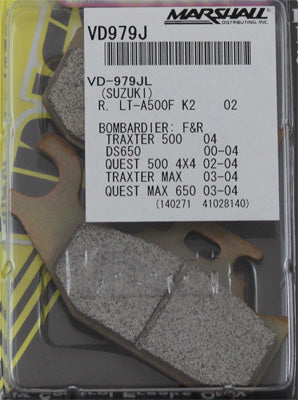 MARSHALL
DISTRIBUTING, INC.
VD979J
VD-979JL
(SUZUKI)
R. LT-A500F K2 02
BOMBARDIER: F&R
TRAXTER 500 04
DS650 00-04
QUEST 500 4X4 02-04
TRAXTER MAX 03-04
QUEST MAX 650 03-04
(140271 41028140)